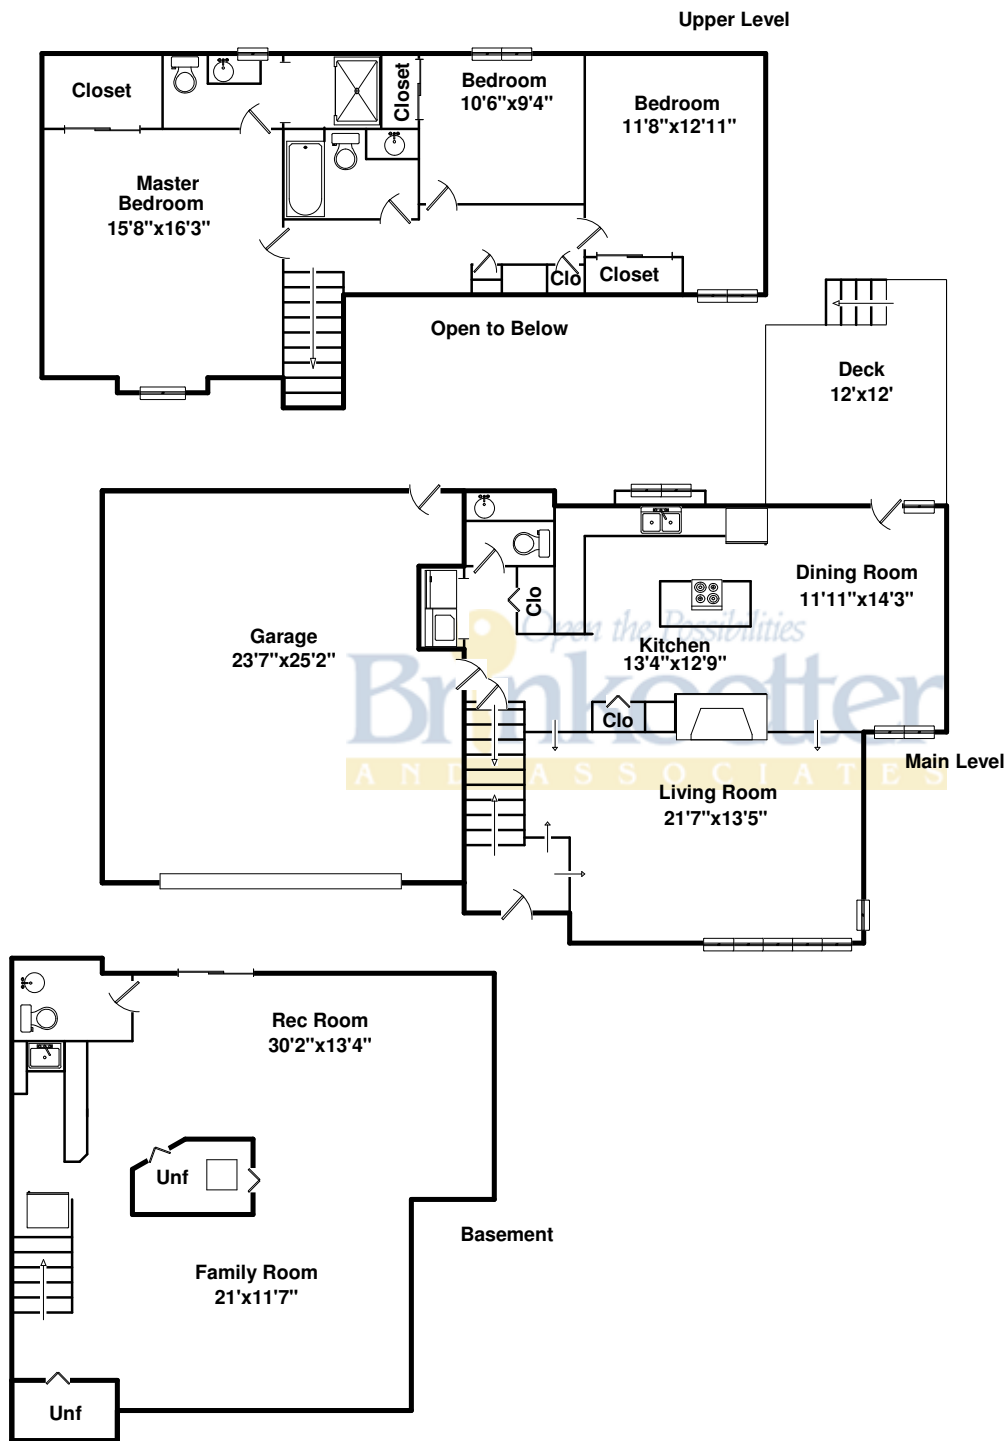 Upper Level
Closet
Closet
Bedroom
10'6"x9'4"
Bedroom
11'8"x12'11"
Master
Bedroom
15'8"x16'3"
Clo
Closet
Open to Below
Deck
12'x12'
Dining Room
11'11"x14'3"
Clo
Garage
23'7"x25'2"
Open the Possibilities
Kitchen
13'4"x12'9"
Brinkoetter
Clo
Main Level
AND ASSOCIATES
Living Room
21'7"x13'5"
Rec Room
30'2"x13'4"
Unf
Basement
Family Room
21'x11'7"
Unf